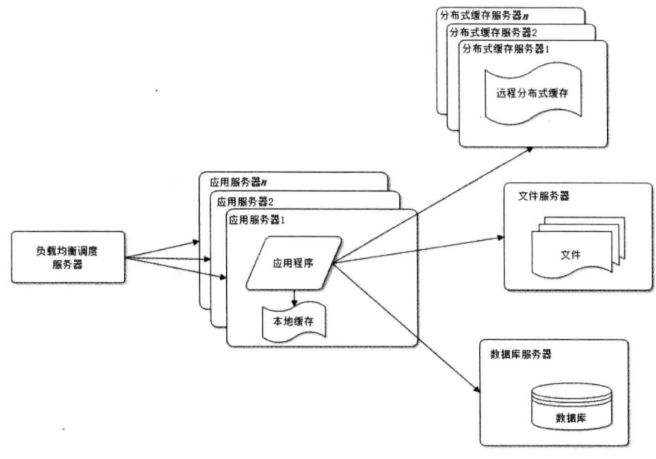 分布式缓存服务器n
分布式缓存服务器2
分布式缓存服务器1
远程分布式缓存
应用服务器n
应用服务器2
应用服务器1
文件服务器
负载均衡调度
服务器
应用程序
文件
本地缓存
数据库服务器
数据库